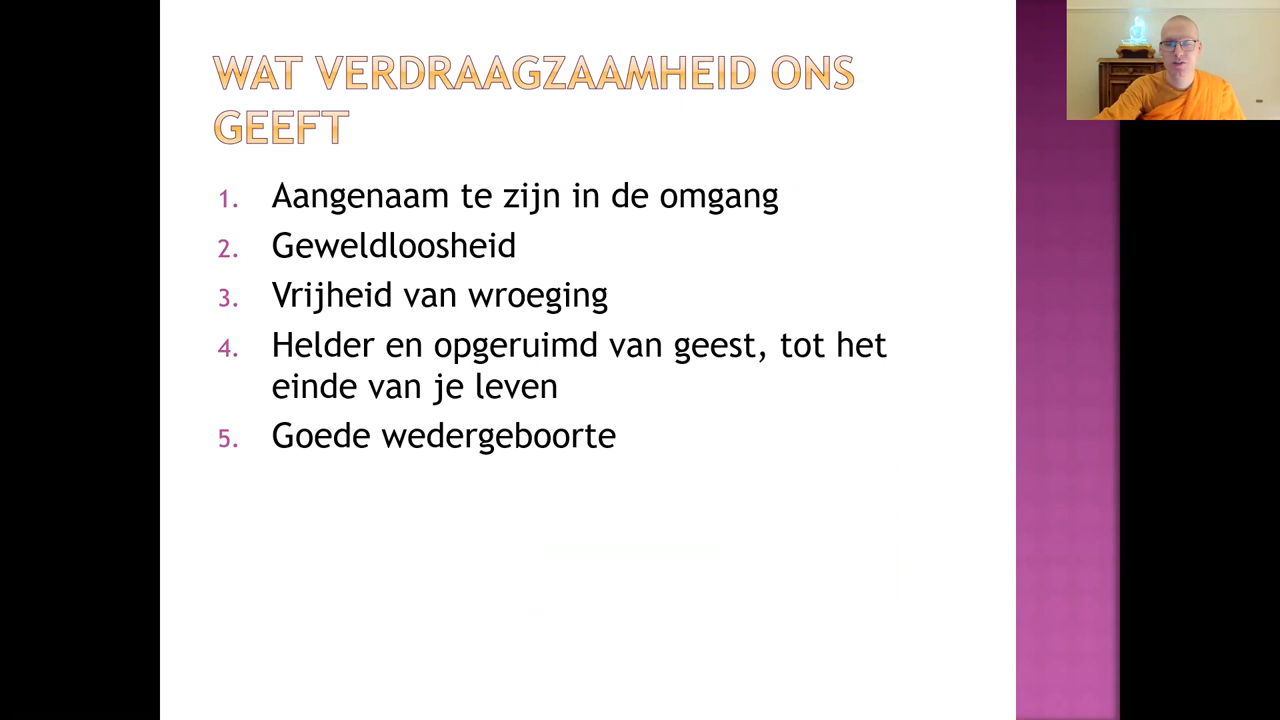 WAT VERDRAAGZAAMHEID ONS
GEEFT
1. Aangenaam te zijn in de omgang
2. Geweldloosheid
3. Vrijheid van wroeging
4. Helder en opgeruimd van geest, tot het
einde van je leven
5. Goede wedergeboorte